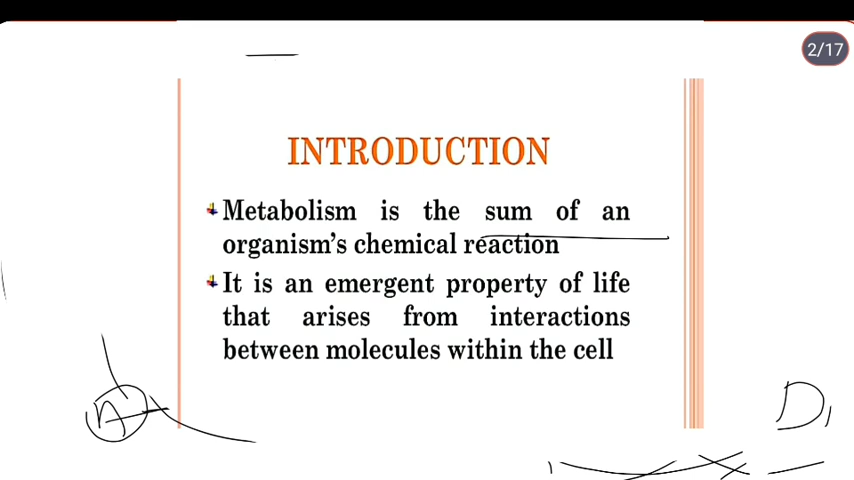 2/17
INTRODUCTION
Metabolism is the sum of an
organism's chemical reaction
It is an emergent property of life
that arises from interactions
between molecules within the cell
A
D,